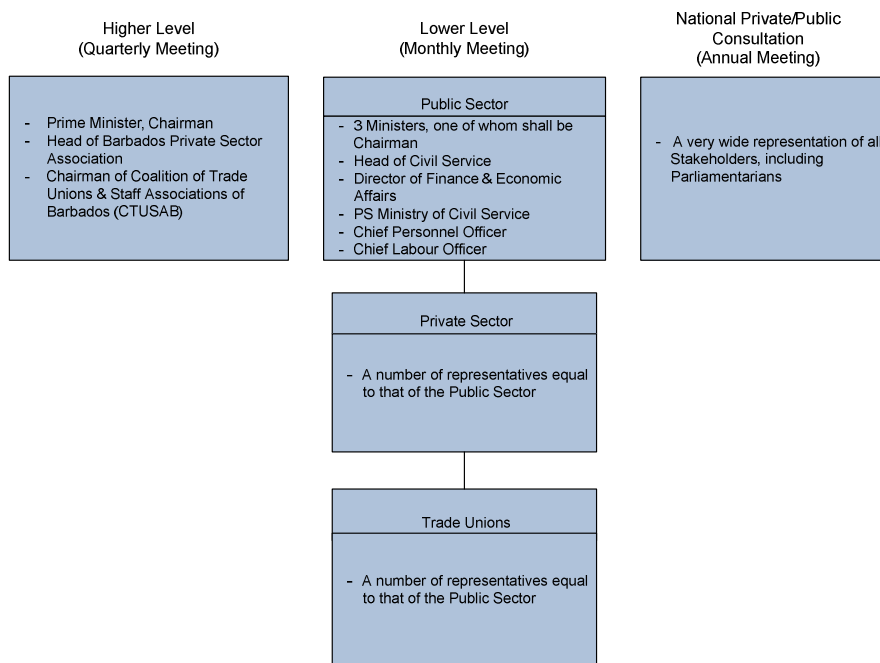 Higher Level
(Quarterly Meeting)
- Prime Minister, Chairman
- Head of Barbados Private Sector
Association
- Chairman of Coalition of Trade
Unions & Staff Associations of
Barbados (CTUSAB)
Lower Level
(Monthly Meeting)
Public Sector
- 3 Ministers, one of whom shall be
Chairman
- Head of Civil Service
- Director of Finance & Economic
Affairs
- PS Ministry of Civil Service
- Chief Personnel Officer
- Chief Labour Officer
Private Sector
- A number of representives equal
to that of the Public Sector
Trade Unions
- A number of representives equal
to that of the Public Sector
National Private/Public
Consultation
(Annual Meeting)
- A very wide representation of all
Stakeholders, including
Parliamentarians